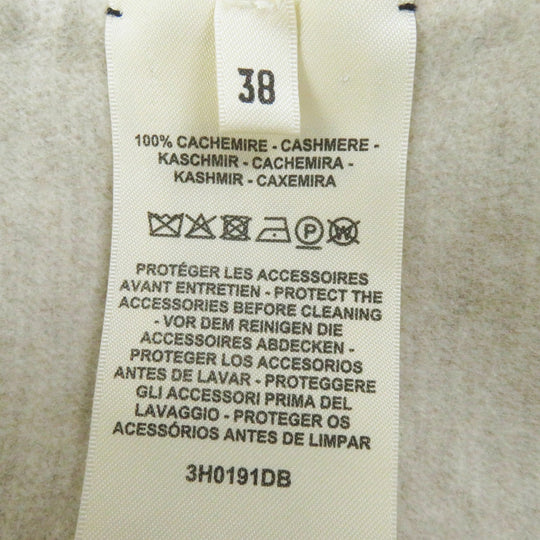 38
100% CACHEMIRE - CASHMERE -
KASCHMIR - CACHEMIRA -
KASHMIR - CAXEMIRA
P W
PROTÉGER LES ACCESSOIRES
AVANT ENTRETIEN - PROTECT THE
ACCESSORIES BEFORE CLEANING
- VOR DEM REINIGEN DIE
ACCESSOIRES ABDECKEN -
PROTEGER LOS ACCESORIOS
ANTES DE LAVAR - PROTEGGERE
GLI ACCESSORI PRIMA DEL
LAVAGGIO - PROTEGER OS
ACESSÓRIOS ANTES DE LIMPAR
3H0191DB